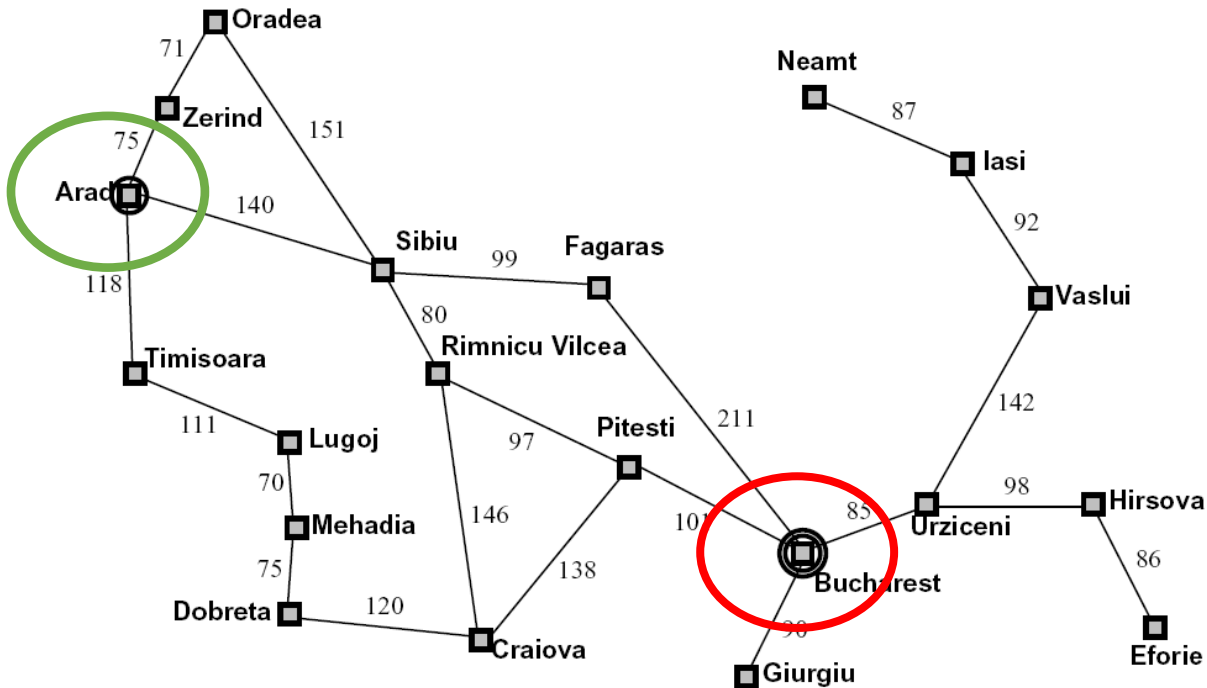 Oradea
71
Neamt
Zerind
87
75
151
Iasi
Arad
140
92
Sibiu
Fagaras
99
118
Vaslui
80
Rimnicu Vilcea
Timisoara
142
111
211
Pitesti
Lugoj
97
70
98
Hirsova
146
101
85
Urziceni
Mehadia
86
75
138
Bucharest
Dobreta
120
90
Craiova
Eforie
Giurgiu